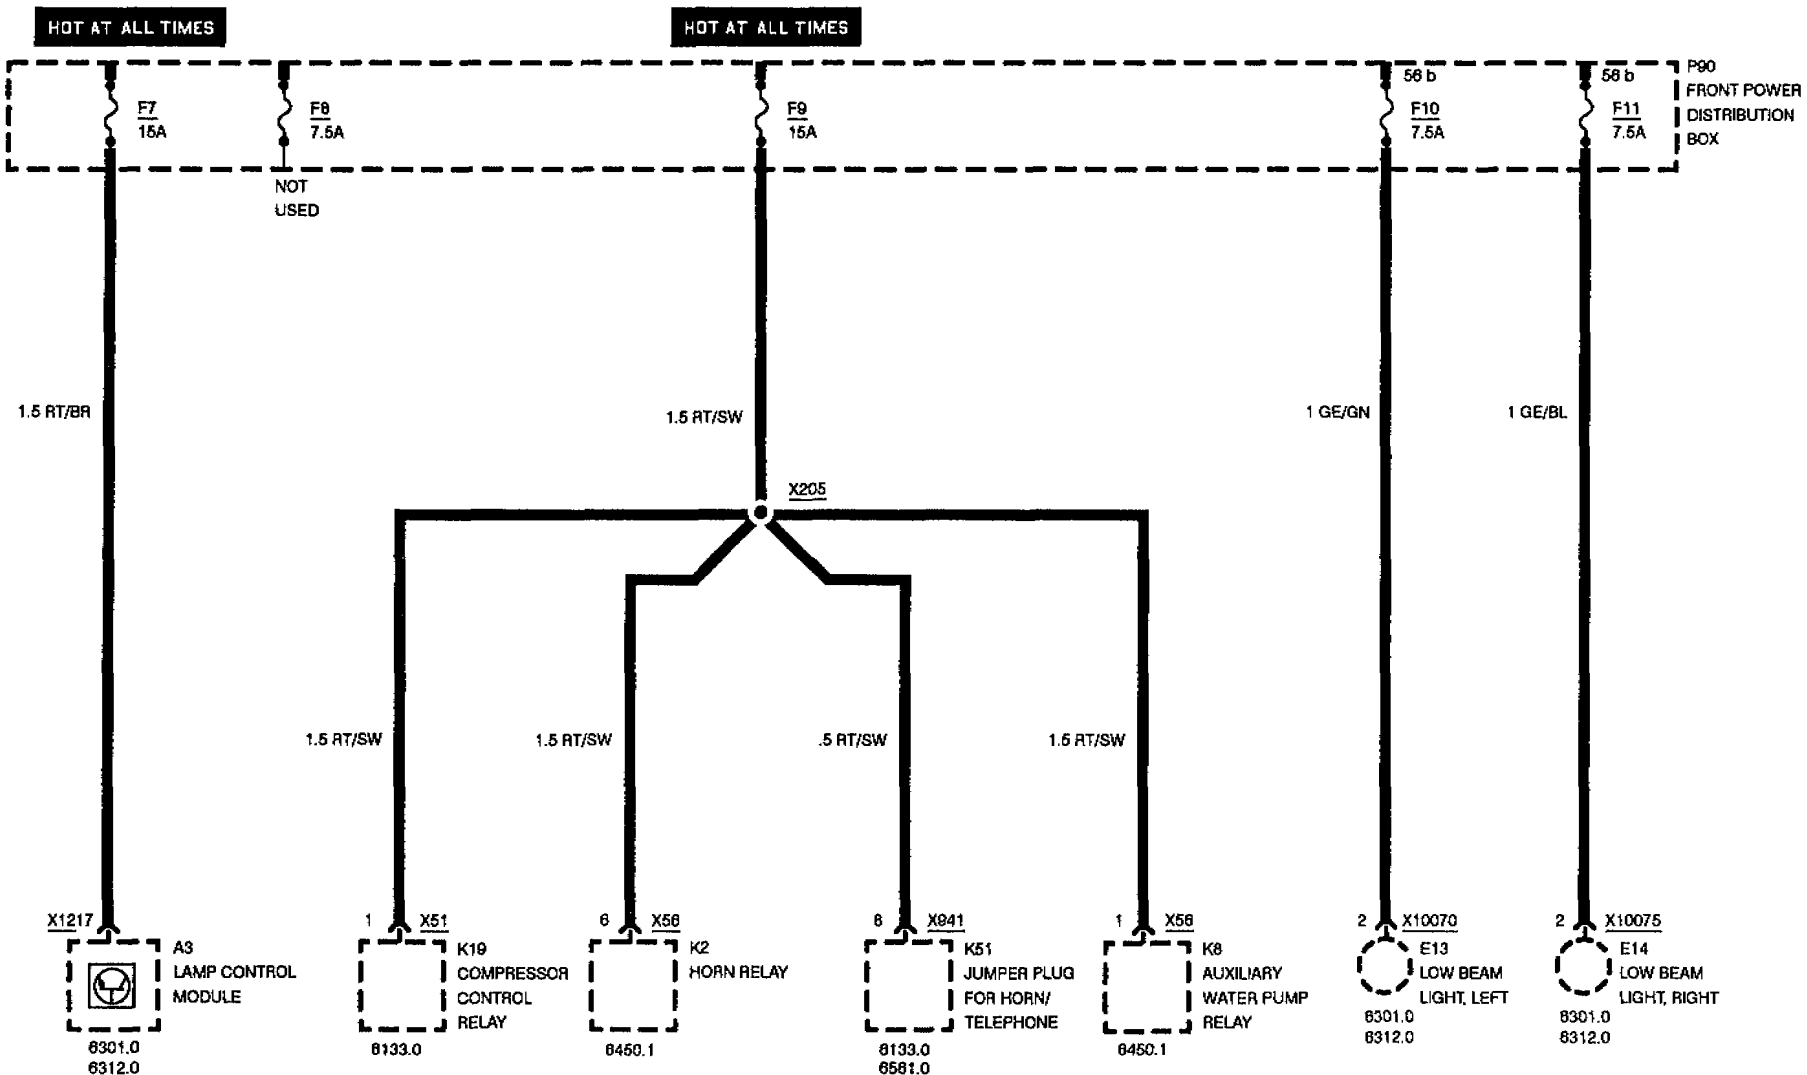 HOT AT ALL TIMES
HOT AT ALL TIMES
P90
FRONT POWER
DISTRIBUTION
BOX
F7
15A
F8
7.5A
F9
15A
56 b
F10
7.5A
56 b
F11
7.5A
NOT
USED
1.5 RT/BR
1.5 RT/SW
1 GE/GN
1 GE/BL
X205
1.5 RT/SW
1.5 RT/SW
.5 RT/SW
1.5 RT/SW
X1217
A3
LAMP CONTROL
MODULE
6301.0
6312.0
1 X51
K19
COMPRESSOR
CONTROL
RELAY
6133.0
6 X56
K2
HORN RELAY
6450.1
6 X941
K51
JUMPER PLUG
FOR HORN/
TELEPHONE
6133.0
6581.0
1 X56
K6
AUXILIARY
WATER PUMP
RELAY
6450.1
2 X10070
E13
LOW BEAM
LIGHT, LEFT
6301.0
6312.0
2 X10075
E14
LOW BEAM
LIGHT, RIGHT
6301.0
6312.0